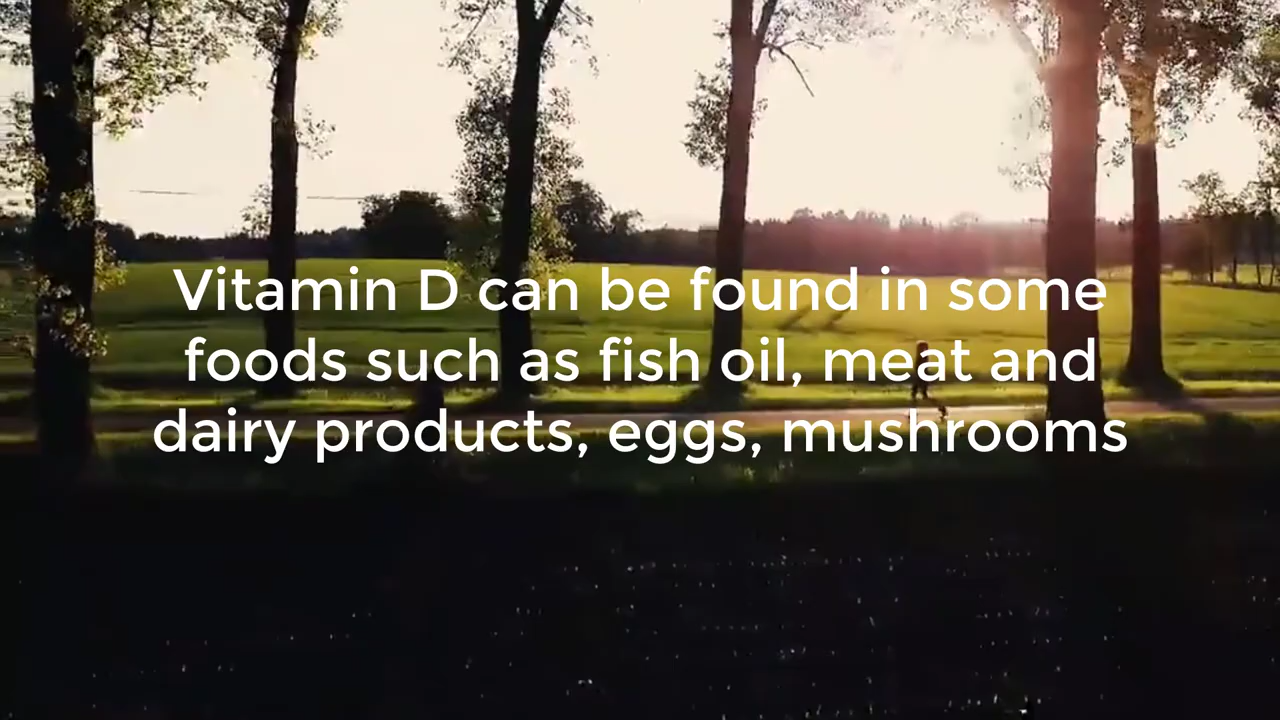 Vitamin D can be found in some
foods such as fish oil, meat and
dairy products, eggs, mushrooms